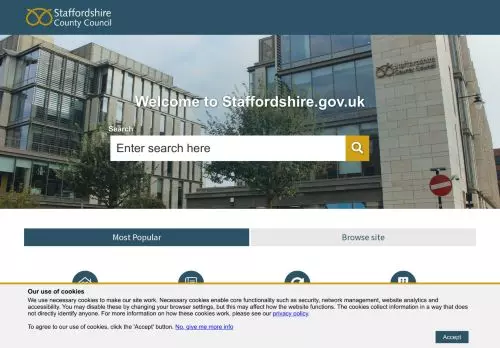 Staffordshire
County Council
Staffordshire
County Council
Welcome to Staffordshire.gov.uk
Search
Enter search here
Most Popular
Browse site
Our use of cookies
We use necessary cookies to make our site work. Necessary cookies enable core functionality such as security, network management, website analytics and
accessibility. You may disable these by changing your browser settings, but this may affect how the website functions. The cookies collect information in a way that does
not directly identify anyone. For more information on how these cookies work, please see our privacy policy.
To agree to our use of cookies, click the 'Accept' button. No, give me more info
Accept